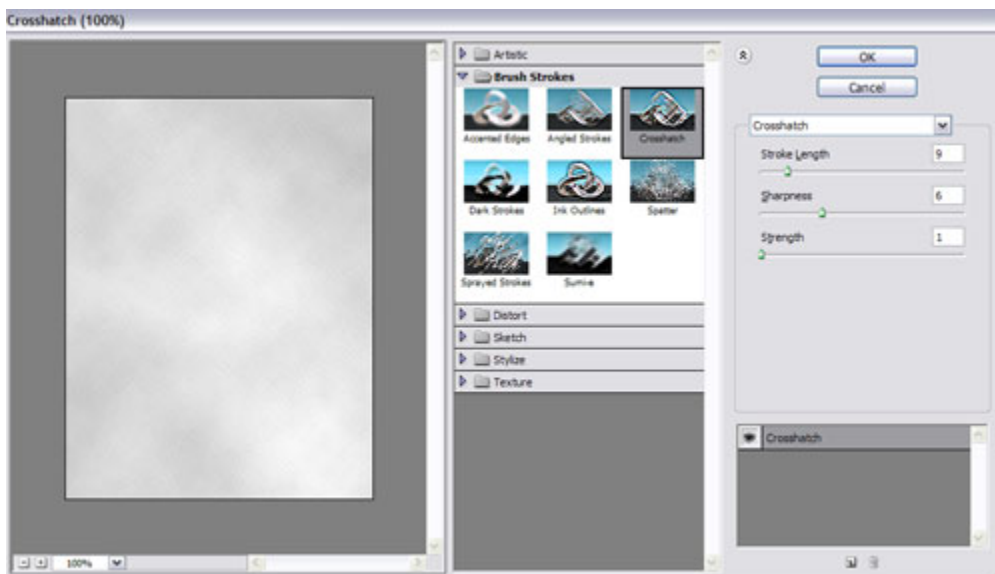 Crosshatch (100%)
Artistic
Brush Strokes
Accented Edges
Angled Strokes
Crosshatch
Dark Strokes
Ink Outlines
Spatter
Sprayed Strokes
Sumi-e
Distort
Sketch
Stylize
Texture
100%
OK
Cancel
Crosshatch
Stroke Length 9
Sharpness 6
Strength 1
Crosshatch